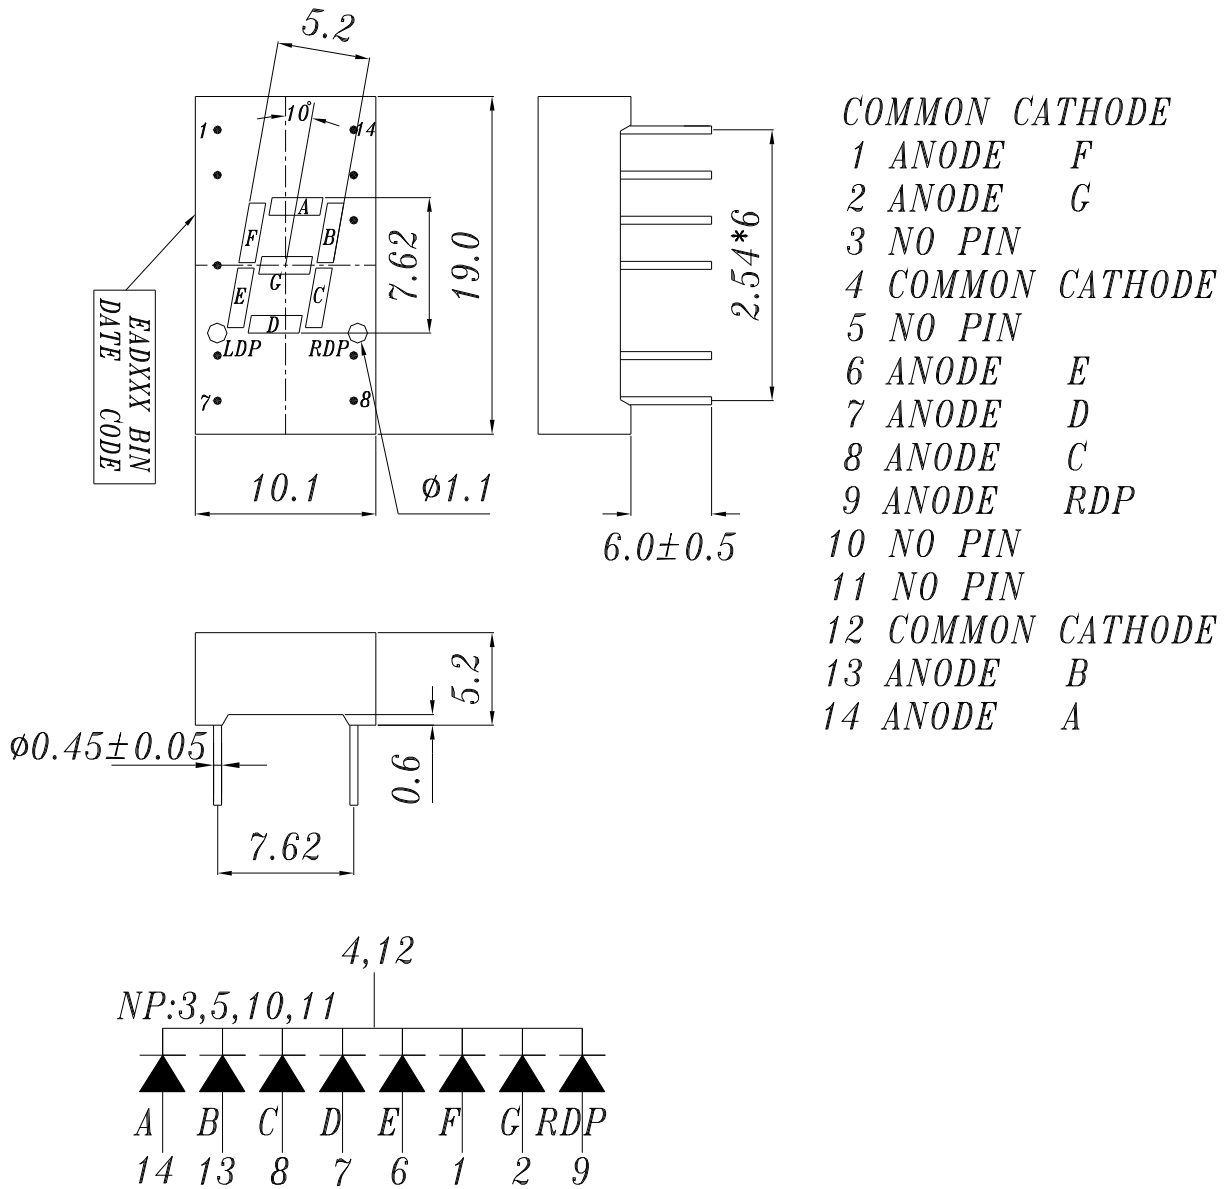 5.2
10°
1
14
A
F
B
G
E
C
D
LDP
RDP
7
8
7.62
19.0
EADXXX BIN
DATE CODE
10.1
ø1.1
2.54*6
6.0±0.5
COMMON CATHODE
1 ANODE F
2 ANODE G
3 NO PIN
4 COMMON CATHODE
5 NO PIN
6 ANODE E
7 ANODE D
8 ANODE C
9 ANODE RDP
10 NO PIN
11 NO PIN
12 COMMON CATHODE
13 ANODE B
14 ANODE A
5.2
ø0.45±0.05
0.6
7.62
4,12
NP:3,5,10,11
A B C D E F G RDP
14 13 8 7 6 1 2 9